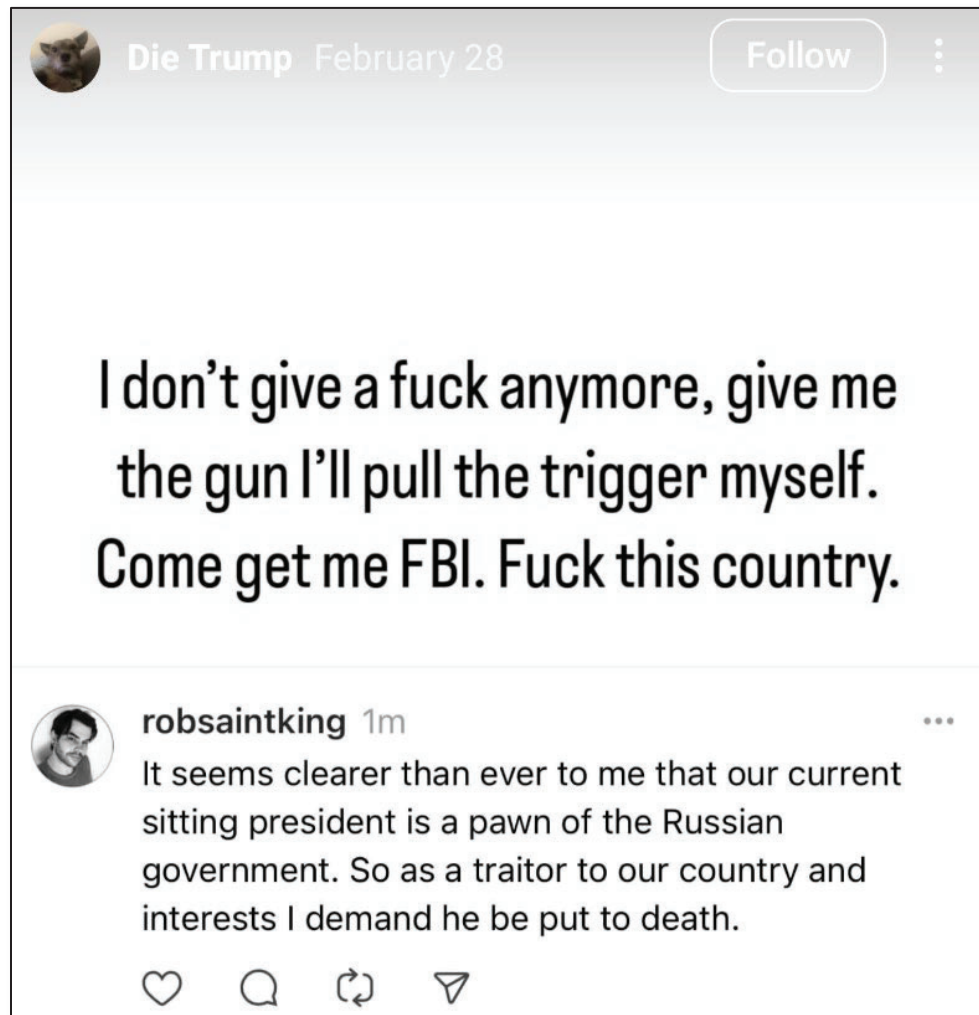 Die Trump February 28 Follow
I don't give a fuck anymore, give me
the gun I'll pull the trigger myself.
Come get me FBI. Fuck this country.
robsaintking 1m
It seems clearer than ever to me that our current
sitting president is a pawn of the Russian
government. So as a traitor to our country and
interests I demand he be put to death.